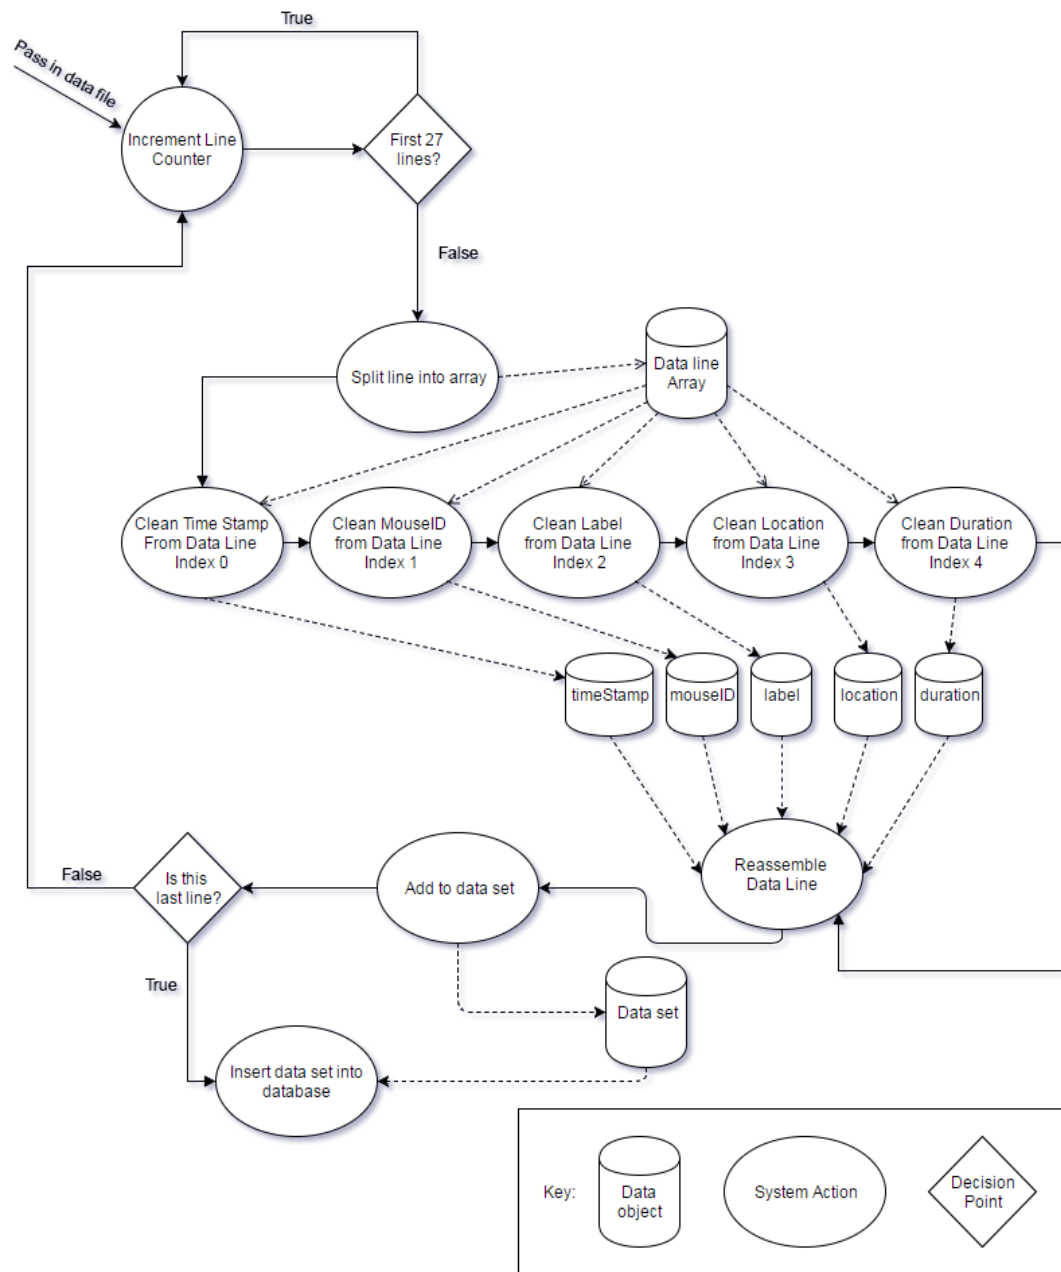 True
Pass in data file
Increment Line
Counter
First 27
lines?
False
Split line into array
Data line
Array
Clean Time Stamp
From Data Line
Index 0
Clean MouseID
from Data Line
Index 1
Clean Label
from Data Line
Index 2
Clean Location
from Data Line
Index 3
Clean Duration
from Data Line
Index 4
timeStamp
mouseID
label
location
duration
Reassemble
Data Line
Add to data set
Is this
last line?
False
True
Data set
Insert data set into
database
Key:
Data
object
System Action
Decision
Point